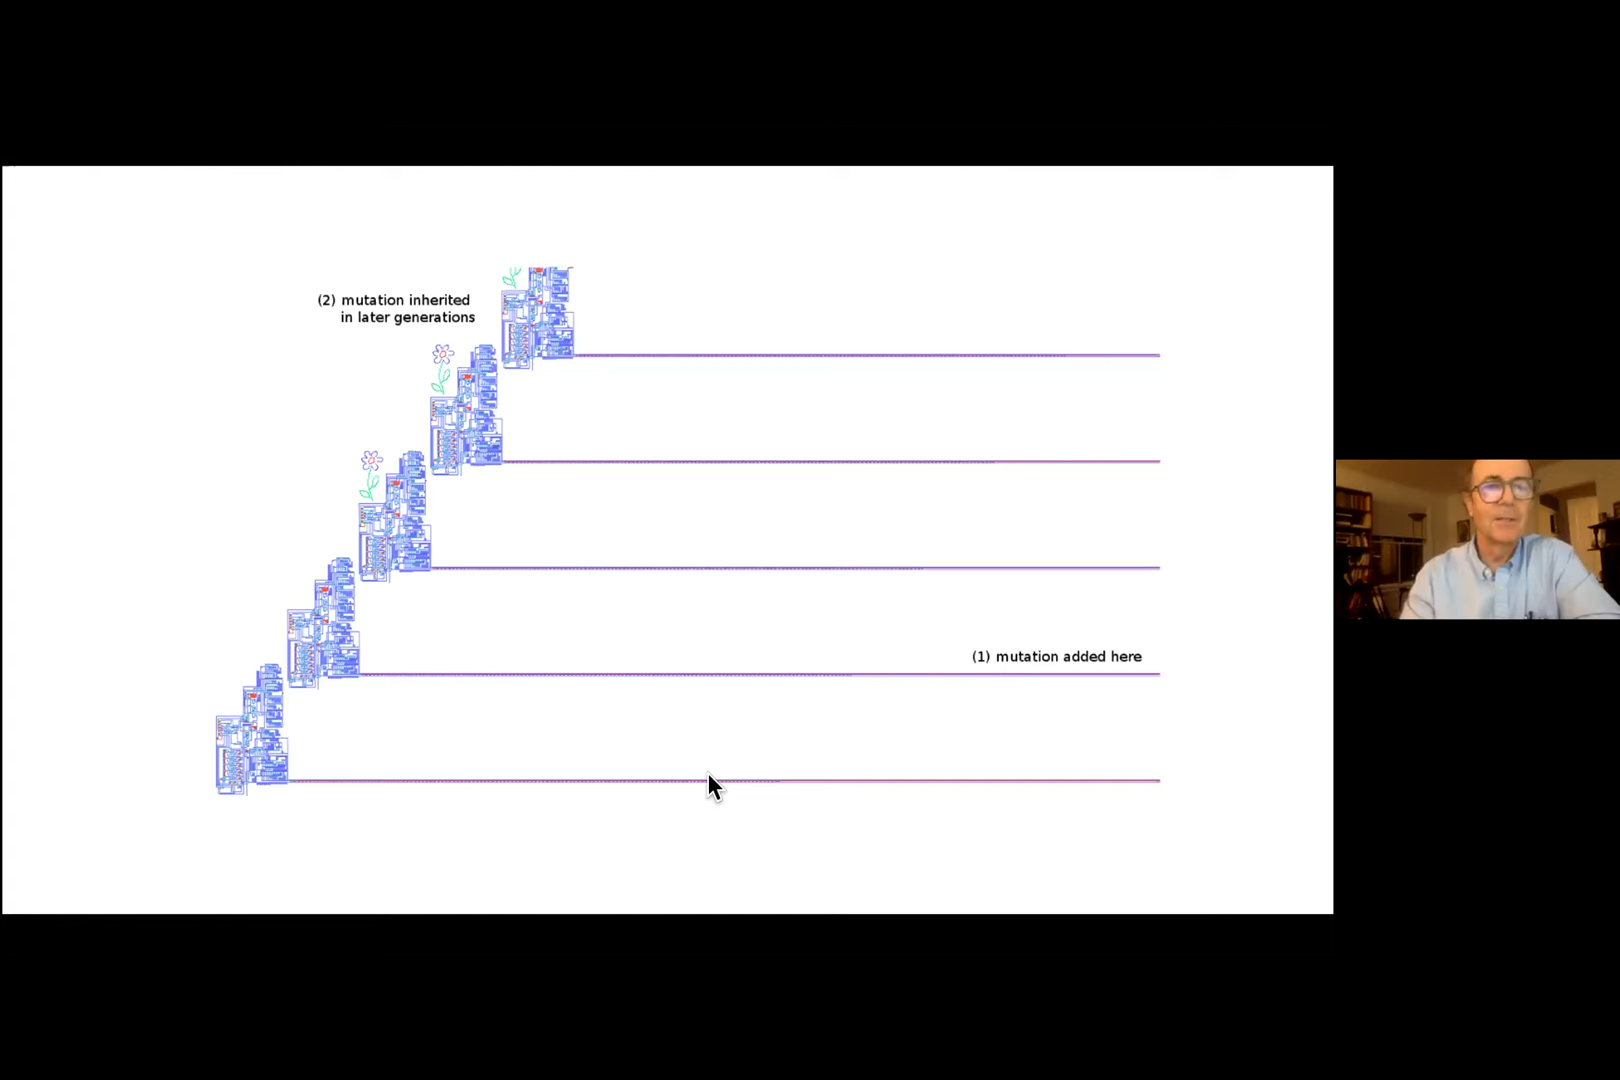 (2) mutation inherited
in later generations
(1) mutation added here